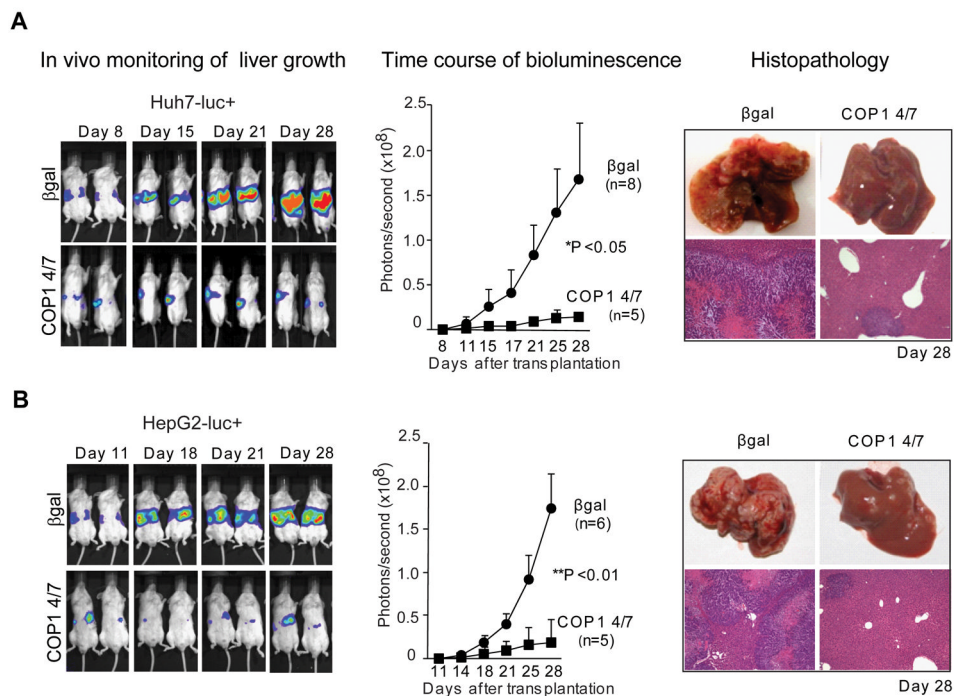 A
In vivo monitoring of liver growth
Time course of bioluminescence
Histopathology
Huh7-luc+
Day 8
Day 15
Day 21
Day 28
βgal
COP1 4/7
Photons/second (x10⁸)
2.5
2.0
1.5
1.0
0.5
0
8 11 15 17 21 25 28
Days after transplantation
βgal
(n=8)
*P <0.05
COP1 4/7
(n=5)
βgal
COP1 4/7
Day 28
B
HepG2-luc+
Day 11
Day 18
Day 21
Day 28
βgal
COP1 4/7
Photons/second (x10⁸)
2.5
2.0
1.5
1.0
0.5
0
11 14 18 21 25 28
Days after transplantation
βgal
(n=6)
**P <0.01
COP1 4/7
(n=5)
βgal
COP1 4/7
Day 28